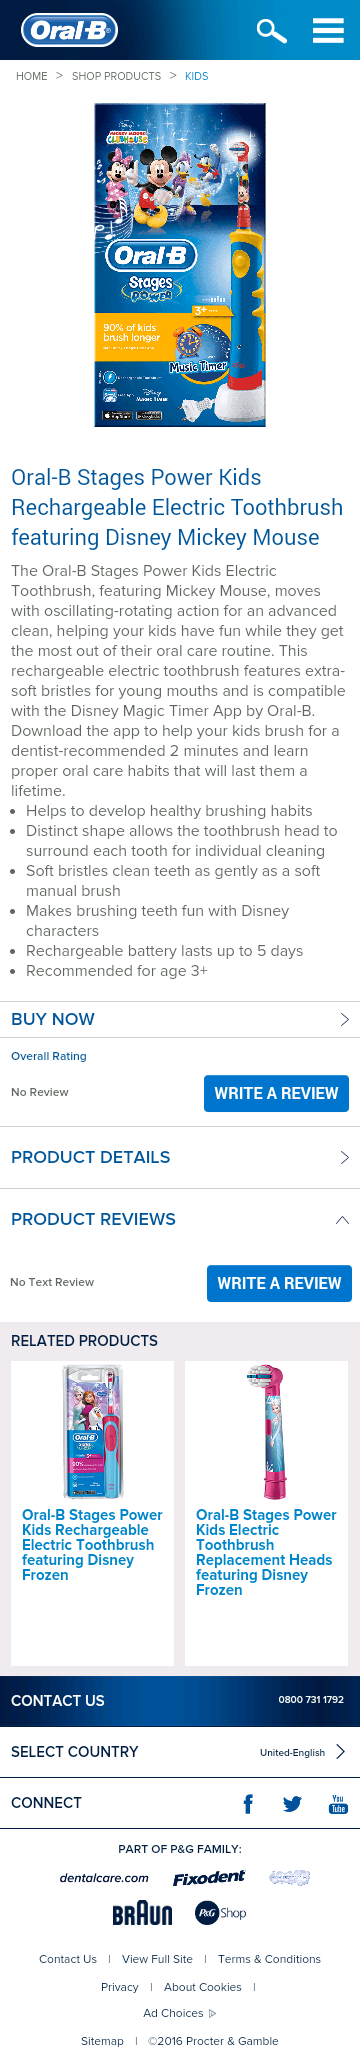 Oral-B
HOME > SHOP PRODUCTS > KIDS
MICKEY MOUSE
CLUBHOUSE
Oral-B
Stages
POWER
3+
90% of kids
brush longer
Music Timer
Disney
MAGIC TIMER
Oral-B Stages Power Kids
Rechargeable Electric Toothbrush
featuring Disney Mickey Mouse
The Oral-B Stages Power Kids Electric
Toothbrush, featuring Mickey Mouse, moves
with oscillating-rotating action for an advanced
clean, helping your kids have fun while they get
the most out of their oral care routine. This
rechargeable electric toothbrush features extra-
soft bristles for young mouths and is compatible
with the Disney Magic Timer App by Oral-B.
Download the app to help your kids brush for a
dentist-recommended 2 minutes and learn
proper oral care habits that will last them a
lifetime.
• Helps to develop healthy brushing habits
• Distinct shape allows the toothbrush head to
surround each tooth for individual cleaning
• Soft bristles clean teeth as gently as a soft
manual brush
• Makes brushing teeth fun with Disney
characters
• Rechargeable battery lasts up to 5 days
• Recommended for age 3+
BUY NOW
Overall Rating
No Review
WRITE A REVIEW
PRODUCT DETAILS
PRODUCT REVIEWS
No Text Review
WRITE A REVIEW
RELATED PRODUCTS
Oral-B
90%
Oral-B Stages Power
Kids Rechargeable
Electric Toothbrush
featuring Disney
Frozen
Oral-B Stages Power
Kids Electric
Toothbrush
Replacement Heads
featuring Disney
Frozen
CONTACT US 0800 731 1792
SELECT COUNTRY United-English
CONNECT You Tube
PART OF P&G FAMILY:
dentalcare.com Fixodent
BRAUN P&G Shop
Contact Us | View Full Site | Terms & Conditions
Privacy | About Cookies |
Ad Choices
Sitemap | ©2016 Procter & Gamble